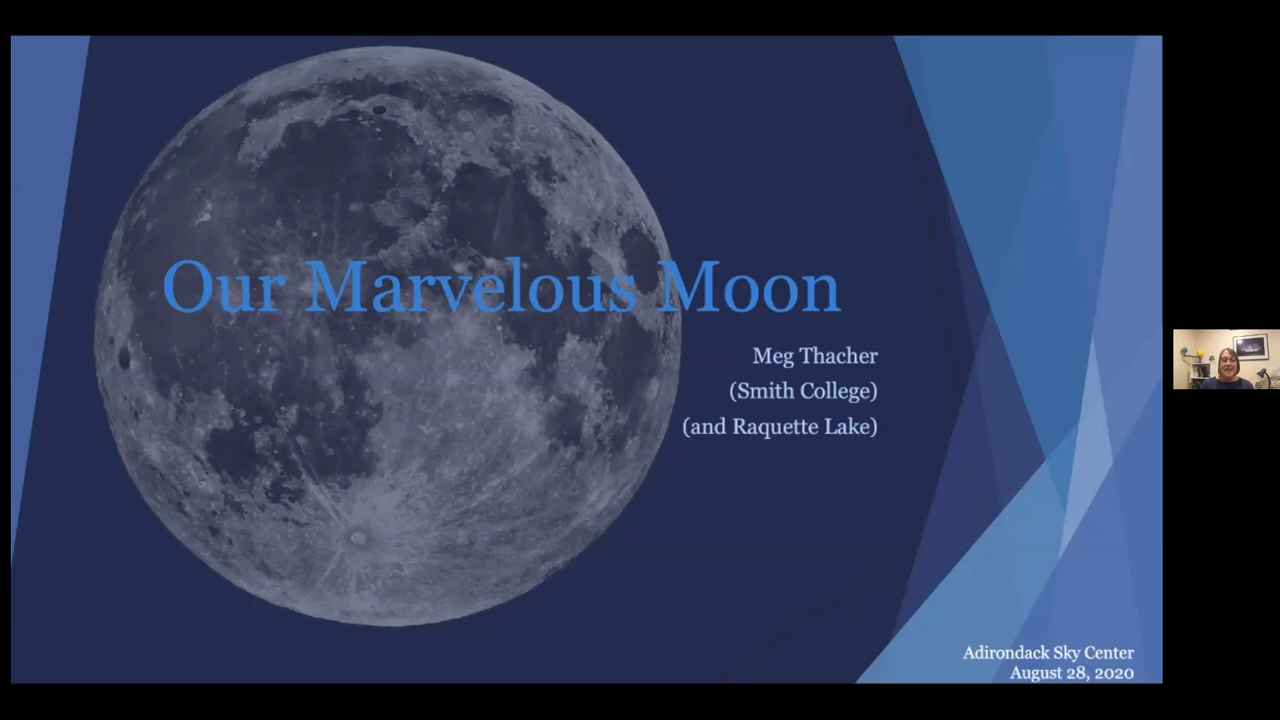 Our Marvelous Moon
Meg Thacher
(Smith College)
(and Raquette Lake)
Adirondack Sky Center
August 28, 2020